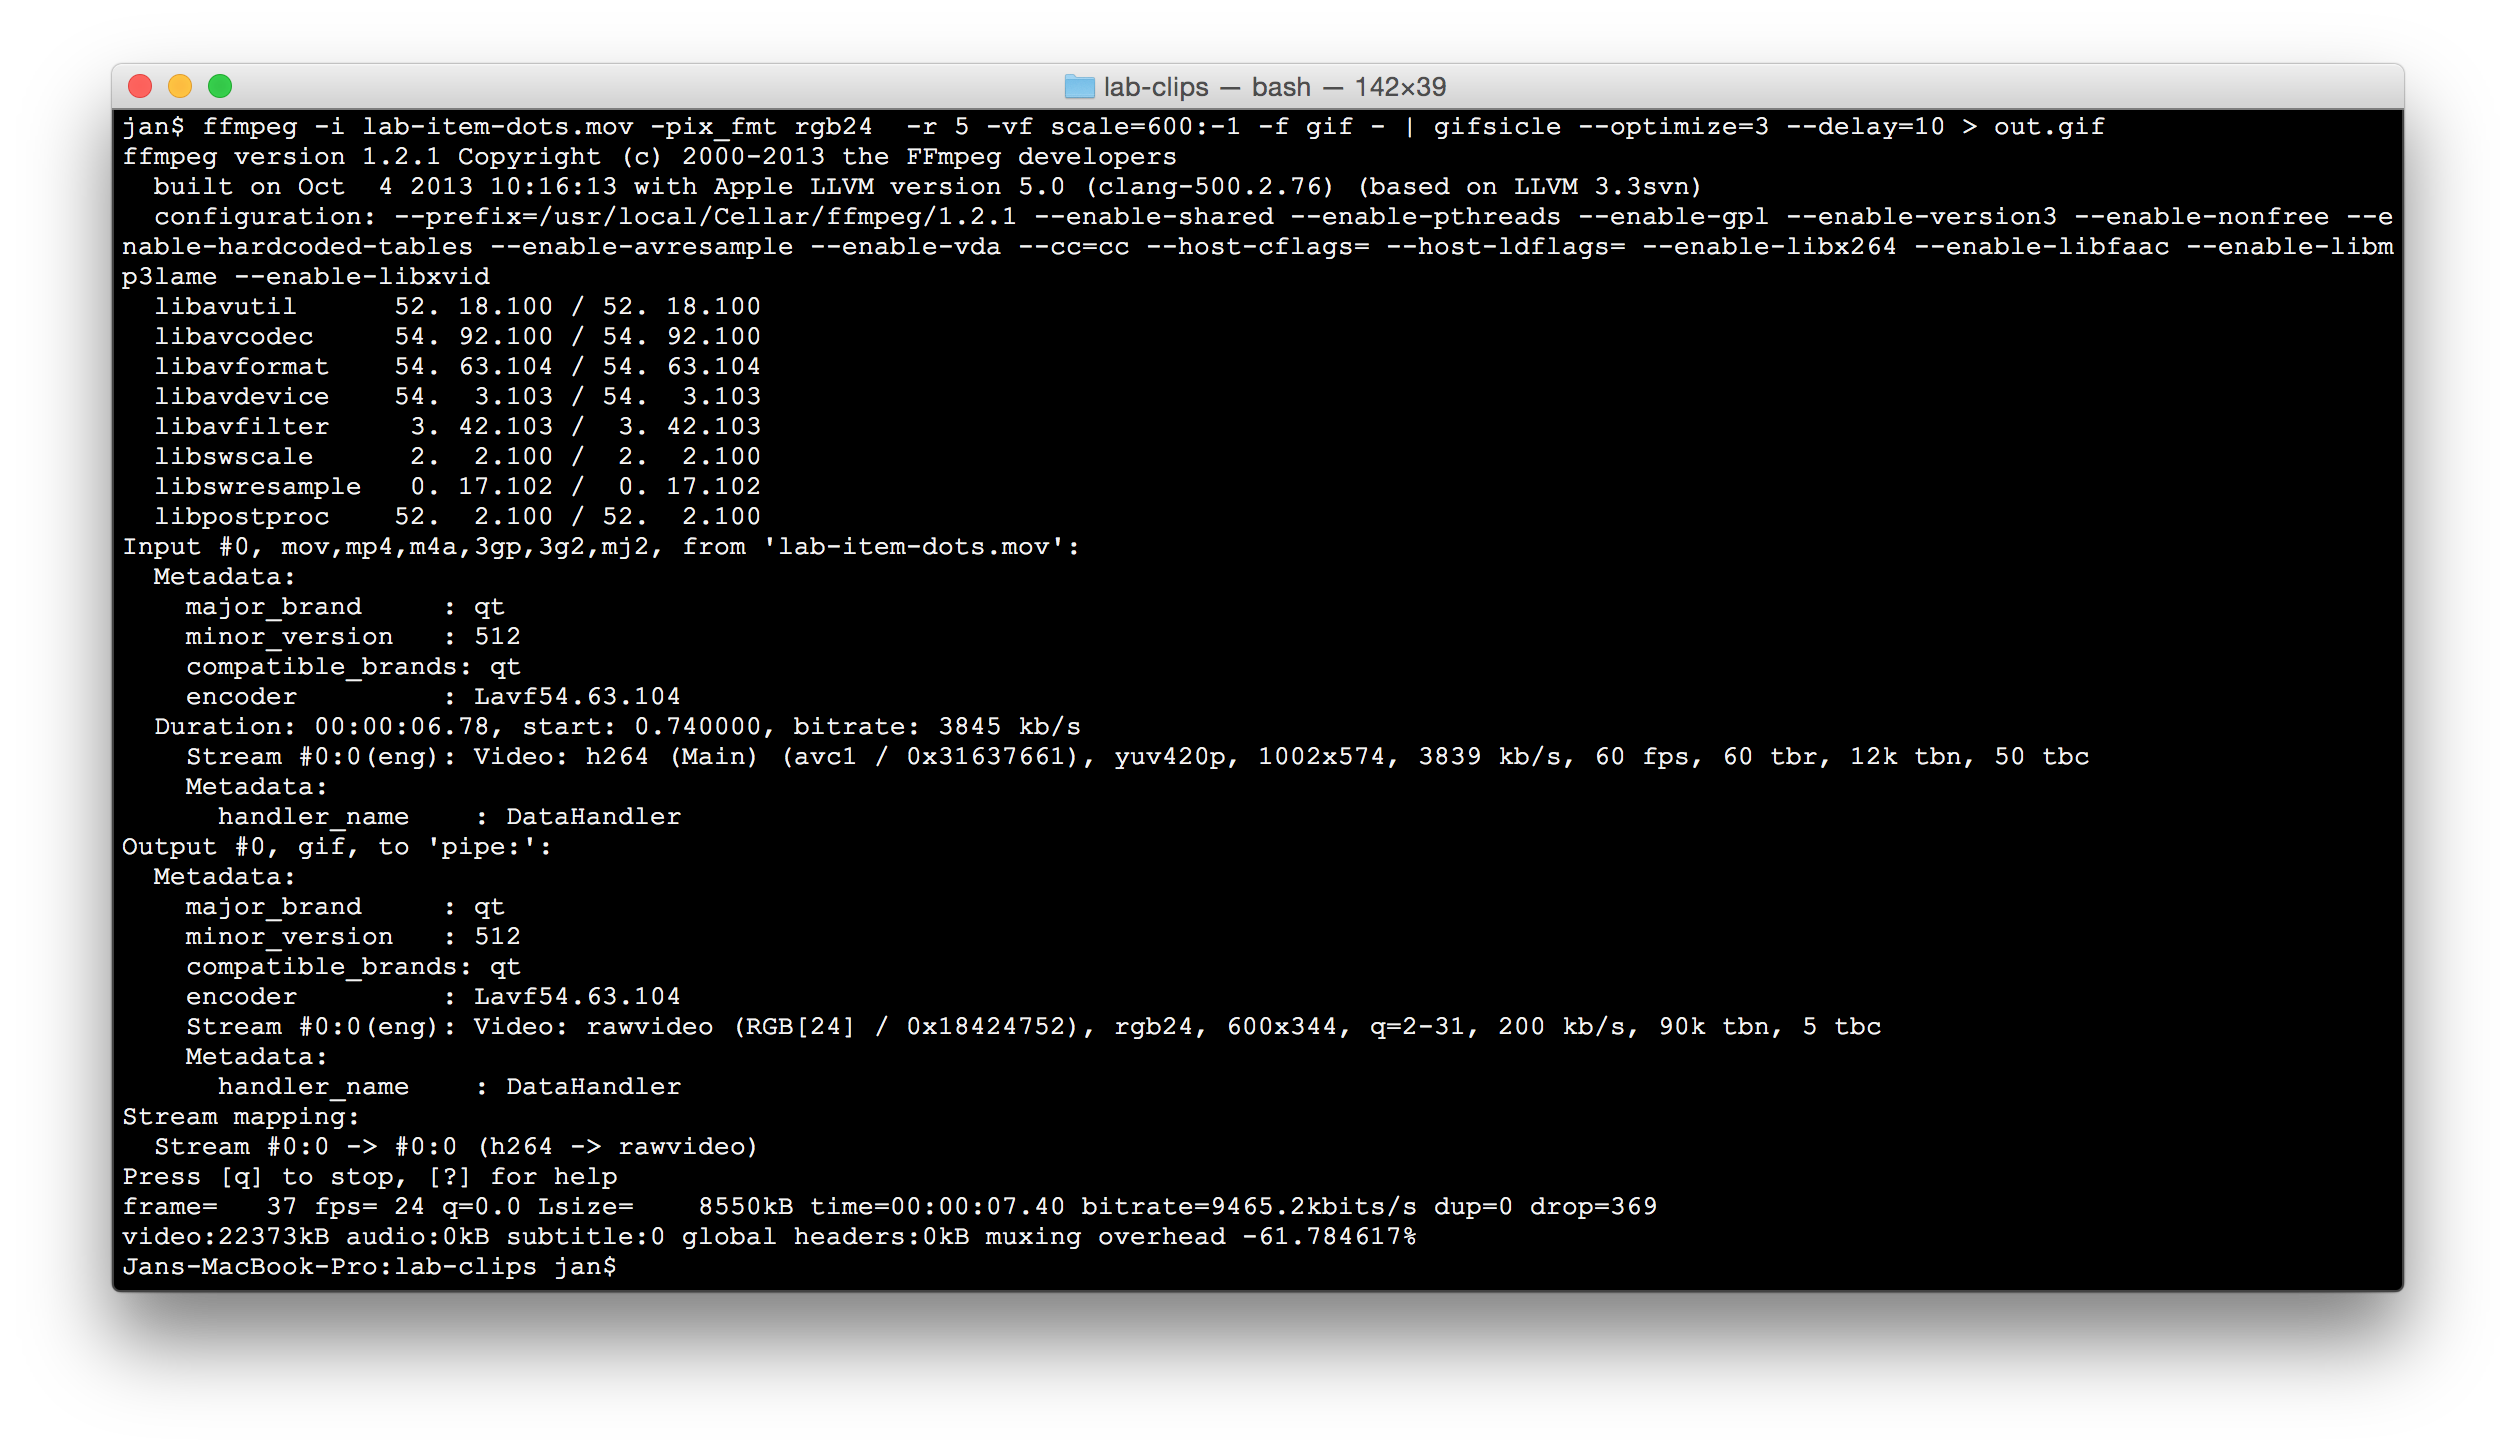 lab-clips — bash — 142×39
jan$ ffmpeg -i lab-item-dots.mov -pix_fmt rgb24  -r 5 -vf scale=600:-1 -f gif - | gifsicle --optimize=3 --delay=10 > out.gif
ffmpeg version 1.2.1 Copyright (c) 2000-2013 the FFmpeg developers
  built on Oct  4 2013 10:16:13 with Apple LLVM version 5.0 (clang-500.2.76) (based on LLVM 3.3svn)
  configuration: --prefix=/usr/local/Cellar/ffmpeg/1.2.1 --enable-shared --enable-pthreads --enable-gpl --enable-version3 --enable-nonfree --e
nable-hardcoded-tables --enable-avresample --enable-vda --cc=cc --host-cflags= --host-ldflags= --enable-libx264 --enable-libfaac --enable-libm
p3lame --enable-libxvid
  libavutil      52. 18.100 / 52. 18.100
  libavcodec     54. 92.100 / 54. 92.100
  libavformat    54. 63.104 / 54. 63.104
  libavdevice    54.  3.103 / 54.  3.103
  libavfilter     3. 42.103 /  3. 42.103
  libswscale      2.  2.100 /  2.  2.100
  libswresample   0. 17.102 /  0. 17.102
  libpostproc    52.  2.100 / 52.  2.100
Input #0, mov,mp4,m4a,3gp,3g2,mj2, from 'lab-item-dots.mov':
  Metadata:
    major_brand     : qt
    minor_version   : 512
    compatible_brands: qt
    encoder         : Lavf54.63.104
  Duration: 00:00:06.78, start: 0.740000, bitrate: 3845 kb/s
    Stream #0:0(eng): Video: h264 (Main) (avc1 / 0x31637661), yuv420p, 1002x574, 3839 kb/s, 60 fps, 60 tbr, 12k tbn, 50 tbc
    Metadata:
      handler_name    : DataHandler
Output #0, gif, to 'pipe:':
  Metadata:
    major_brand     : qt
    minor_version   : 512
    compatible_brands: qt
    encoder         : Lavf54.63.104
    Stream #0:0(eng): Video: rawvideo (RGB[24] / 0x18424752), rgb24, 600x344, q=2-31, 200 kb/s, 90k tbn, 5 tbc
    Metadata:
      handler_name    : DataHandler
Stream mapping:
  Stream #0:0 -> #0:0 (h264 -> rawvideo)
Press [q] to stop, [?] for help
frame=   37 fps= 24 q=0.0 Lsize=    8550kB time=00:00:07.40 bitrate=9465.2kbits/s dup=0 drop=369
video:22373kB audio:0kB subtitle:0 global headers:0kB muxing overhead -61.784617%
Jans-MacBook-Pro:lab-clips jan$